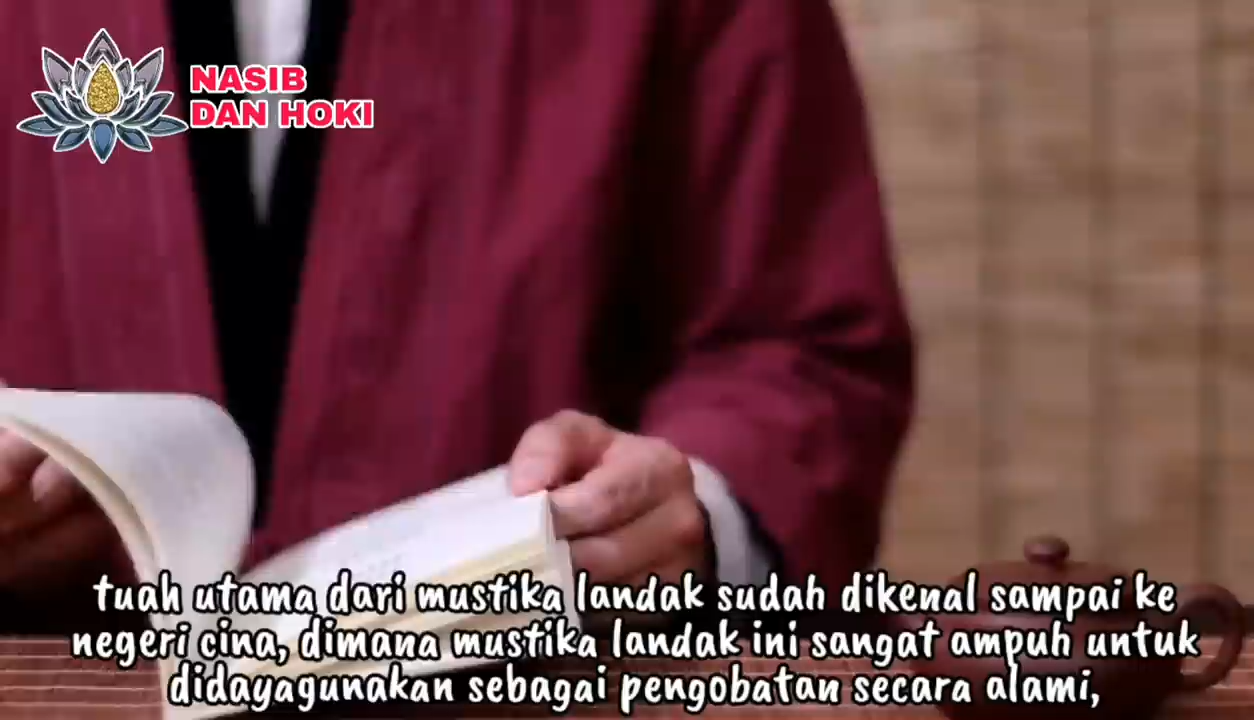 NASIB
DAN HOKI
tuah utama dari mustika landak sudah dikenal sampai ke
negeri cina, dimana mustika landak ini sangat ampuh untuk
didayagunakan sebagai pengobatan secara alami,